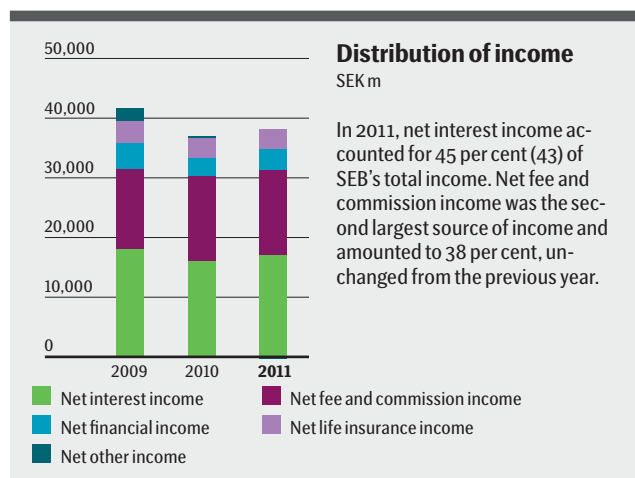 Distribution of income
SEK m
In 2011, net interest income ac-
counted for 45 per cent (43) of
SEB's total income. Net fee and
commission income was the sec-
ond largest source of income and
amounted to 38 per cent, un-
changed from the previous year.
50,000
40,000
30,000
20,000
10,000
0
2009 2010 2011
Net interest income
Net fee and commission income
Net financial income
Net life insurance income
Net other income